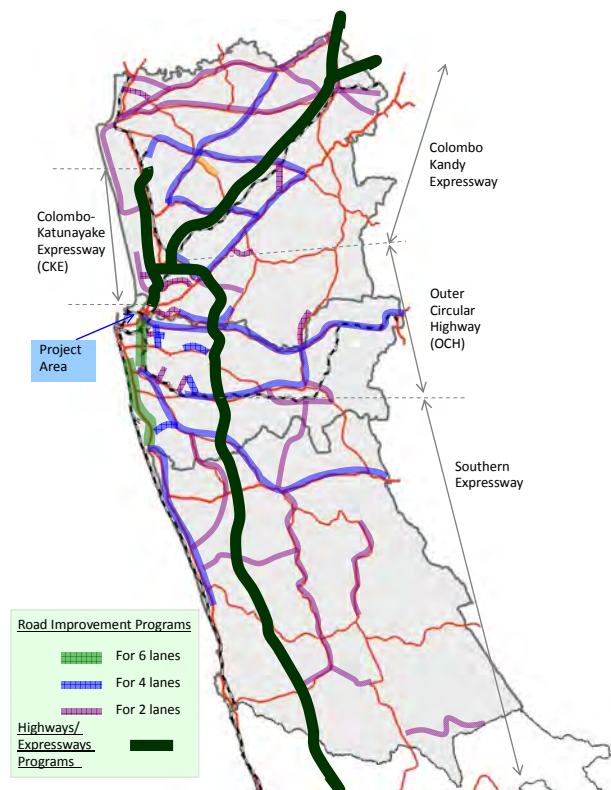 Colombo
Kandy
Expressway
Colombo-
Katunayake
Expressway
(CKE)
Outer
Circular
Highway
(OCH)
Project
Area
Southern
Expressway
Road Improvement Programs
For 6 lanes
For 4 lanes
For 2 lanes
Highways/
Expressways
Programs